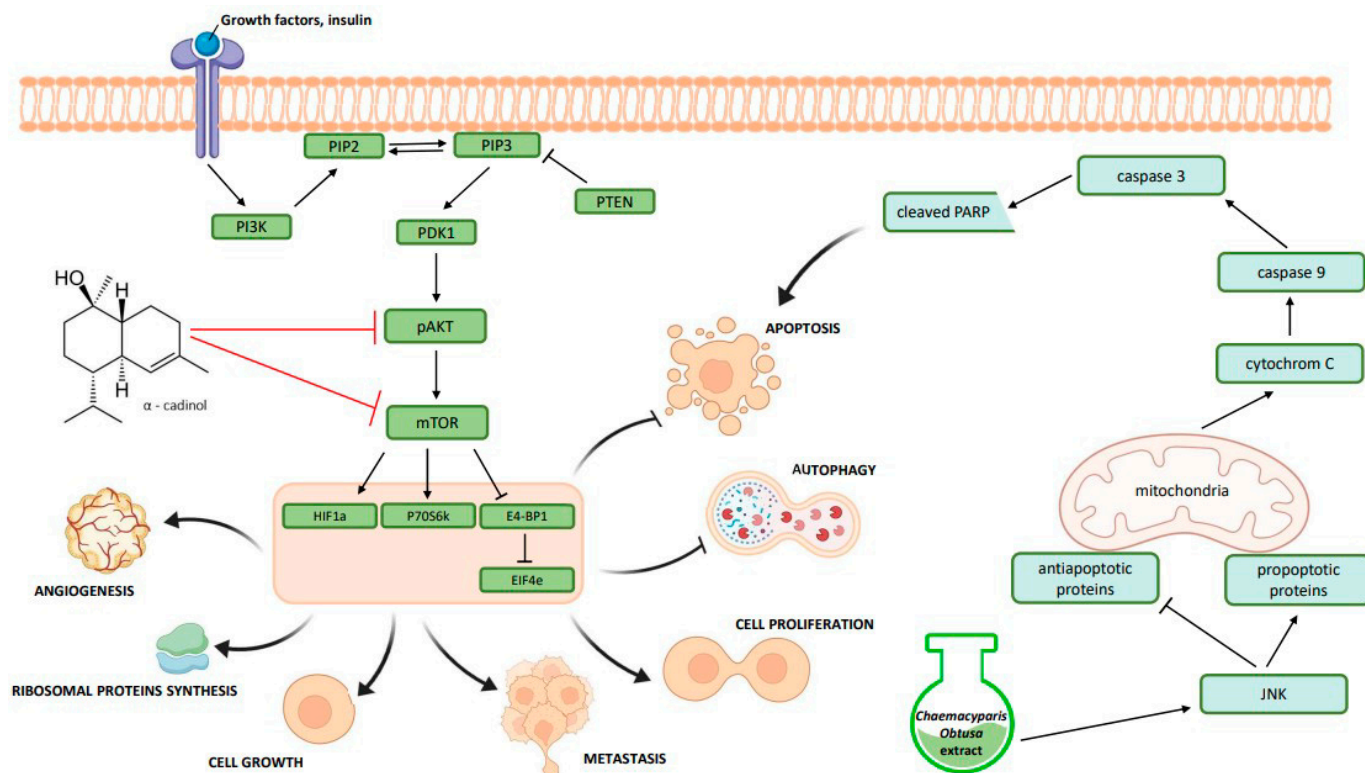 Growth factors, insulin
PIP2
PIP3
PTEN
PI3K
PDK1
caspase 3
cleaved PARP
caspase 9
HO
H
H
α - cadinol
pAKT
mTOR
APOPTOSIS
cytochrom C
HIF1a
P70S6k
E4-BP1
EIF4e
AUTOPHAGY
mitochondria
antiapoptotic
proteins
propoptotic
proteins
ANGIOGENESIS
RIBOSOMAL PROTEINS SYNTHESIS
CELL GROWTH
METASTASIS
CELL PROLIFERATION
JNK
Chaemacyparis
Obtusa
extract